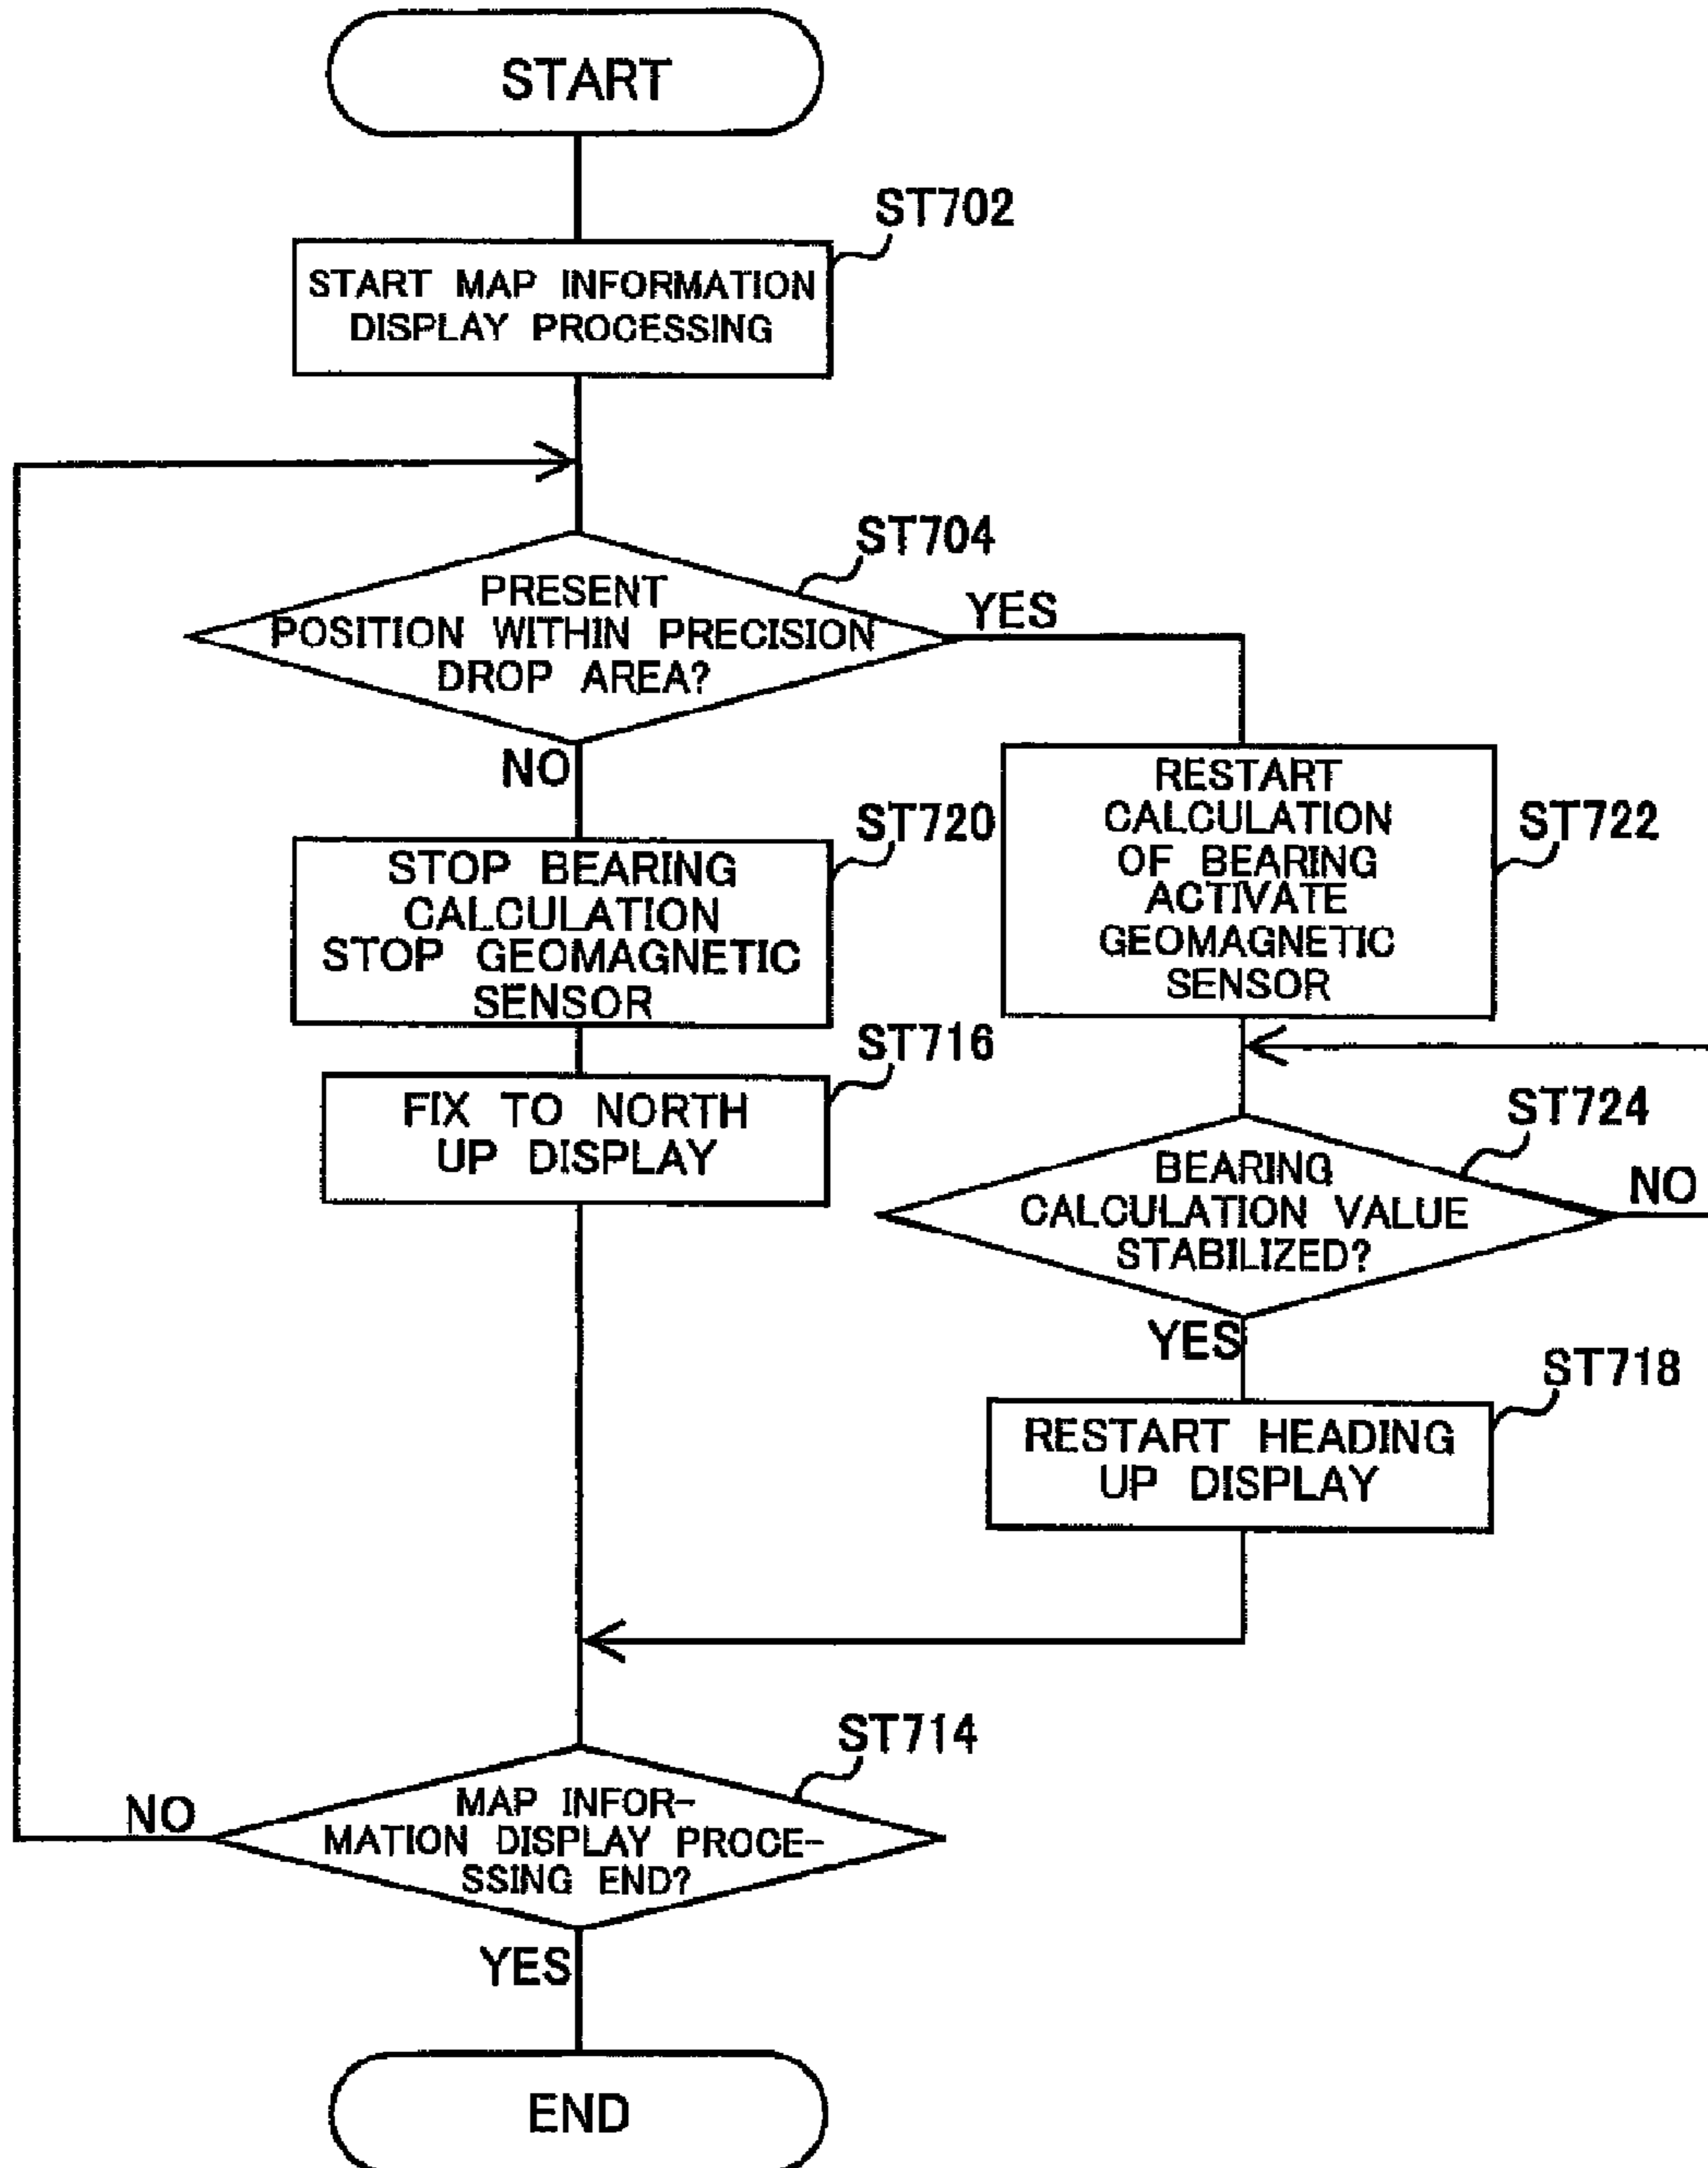 START
ST702
START MAP INFORMATION
DISPLAY PROCESSING
ST704
PRESENT
POSITION WITHIN PRECISION
DROP AREA?
YES
NO
ST720
STOP BEARING
CALCULATION
STOP GEOMAGNETIC
SENSOR
ST722
RESTART
CALCULATION
OF BEARING
ACTIVATE
GEOMAGNETIC
SENSOR
ST716
FIX TO NORTH
UP DISPLAY
ST724
BEARING
CALCULATION VALUE
STABILIZED?
NO
YES
ST718
RESTART HEADING
UP DISPLAY
ST714
MAP INFOR-
MATION DISPLAY PROCE-
SSING END?
NO
YES
END